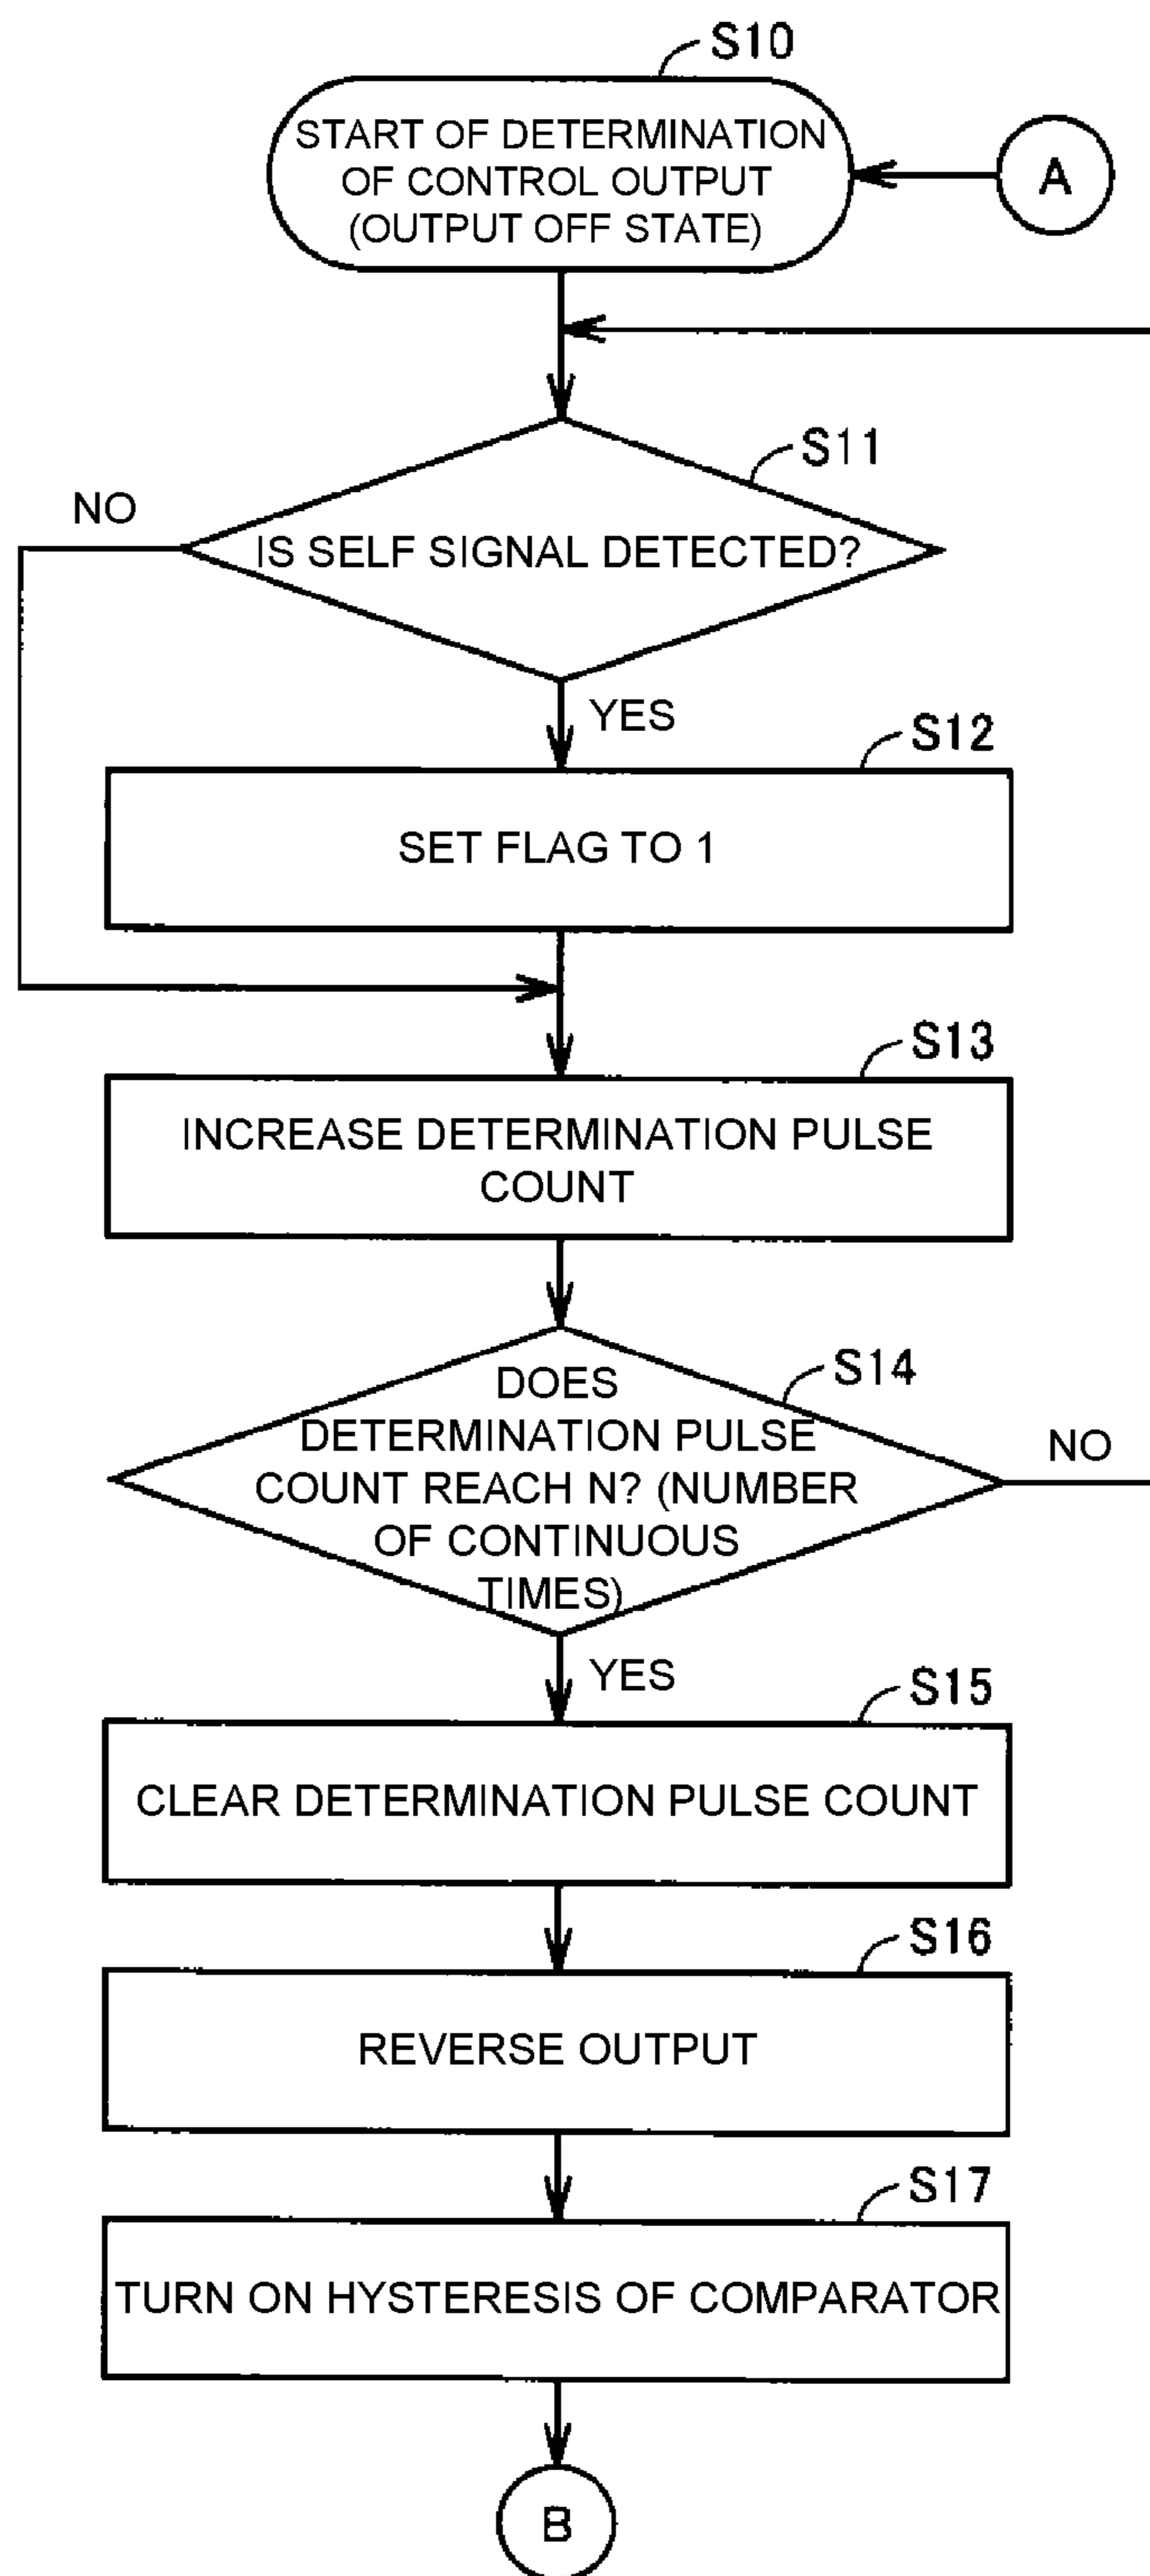 S10
START OF DETERMINATION
OF CONTROL OUTPUT
(OUTPUT OFF STATE)
A
S11
NO
IS SELF SIGNAL DETECTED?
YES
S12
SET FLAG TO 1
S13
INCREASE DETERMINATION PULSE
COUNT
S14
DOES
DETERMINATION PULSE
COUNT REACH N? (NUMBER
OF CONTINUOUS
TIMES)
NO
YES
S15
CLEAR DETERMINATION PULSE COUNT
S16
REVERSE OUTPUT
S17
TURN ON HYSTERESIS OF COMPARATOR
B